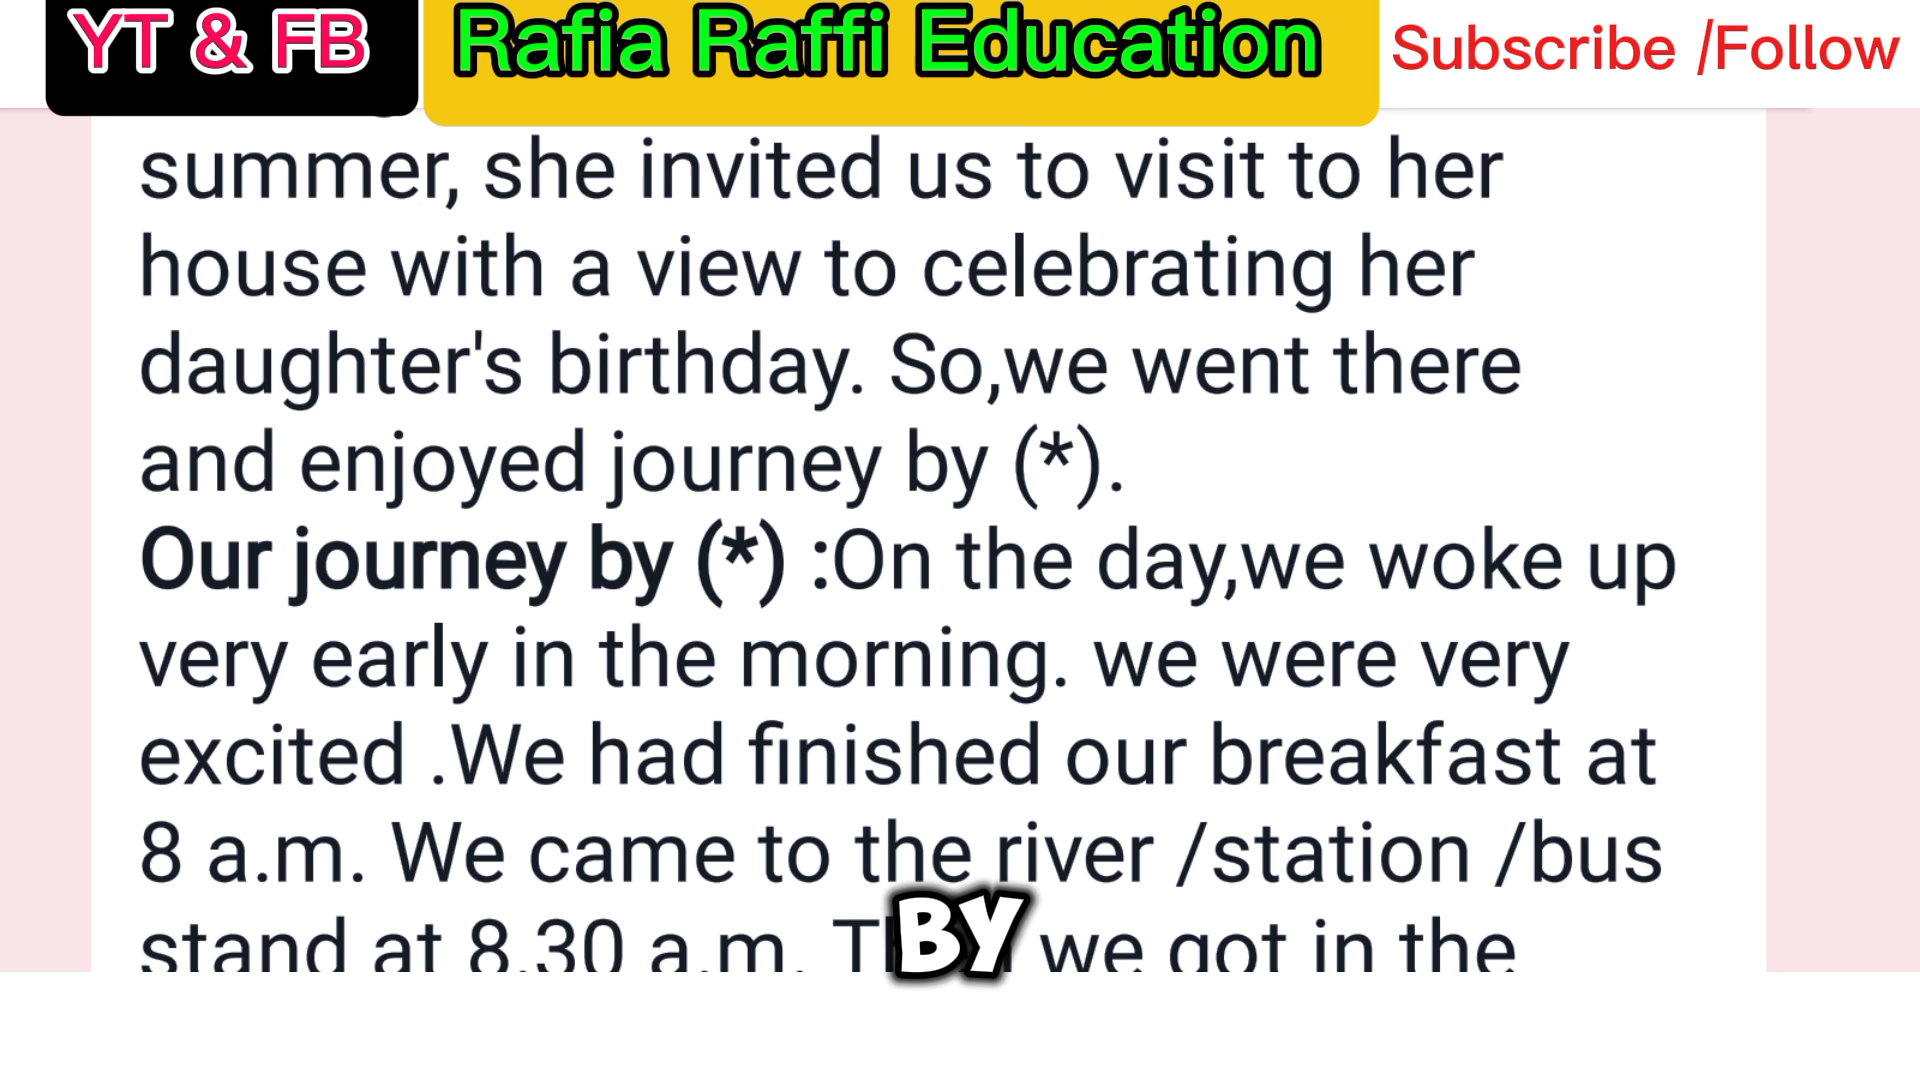 YT & FB Rafia Raffi Education Subscribe /Follow
summer, she invited us to visit to her
house with a view to celebrating her
daughter's birthday. So,we went there
and enjoyed journey by (*).
Our journey by (*) :On the day,we woke up
very early in the morning. we were very
excited .We had finished our breakfast at
8 a.m. We came to the river /station /bus
stand at 8.30 a.m. we got in the
BY